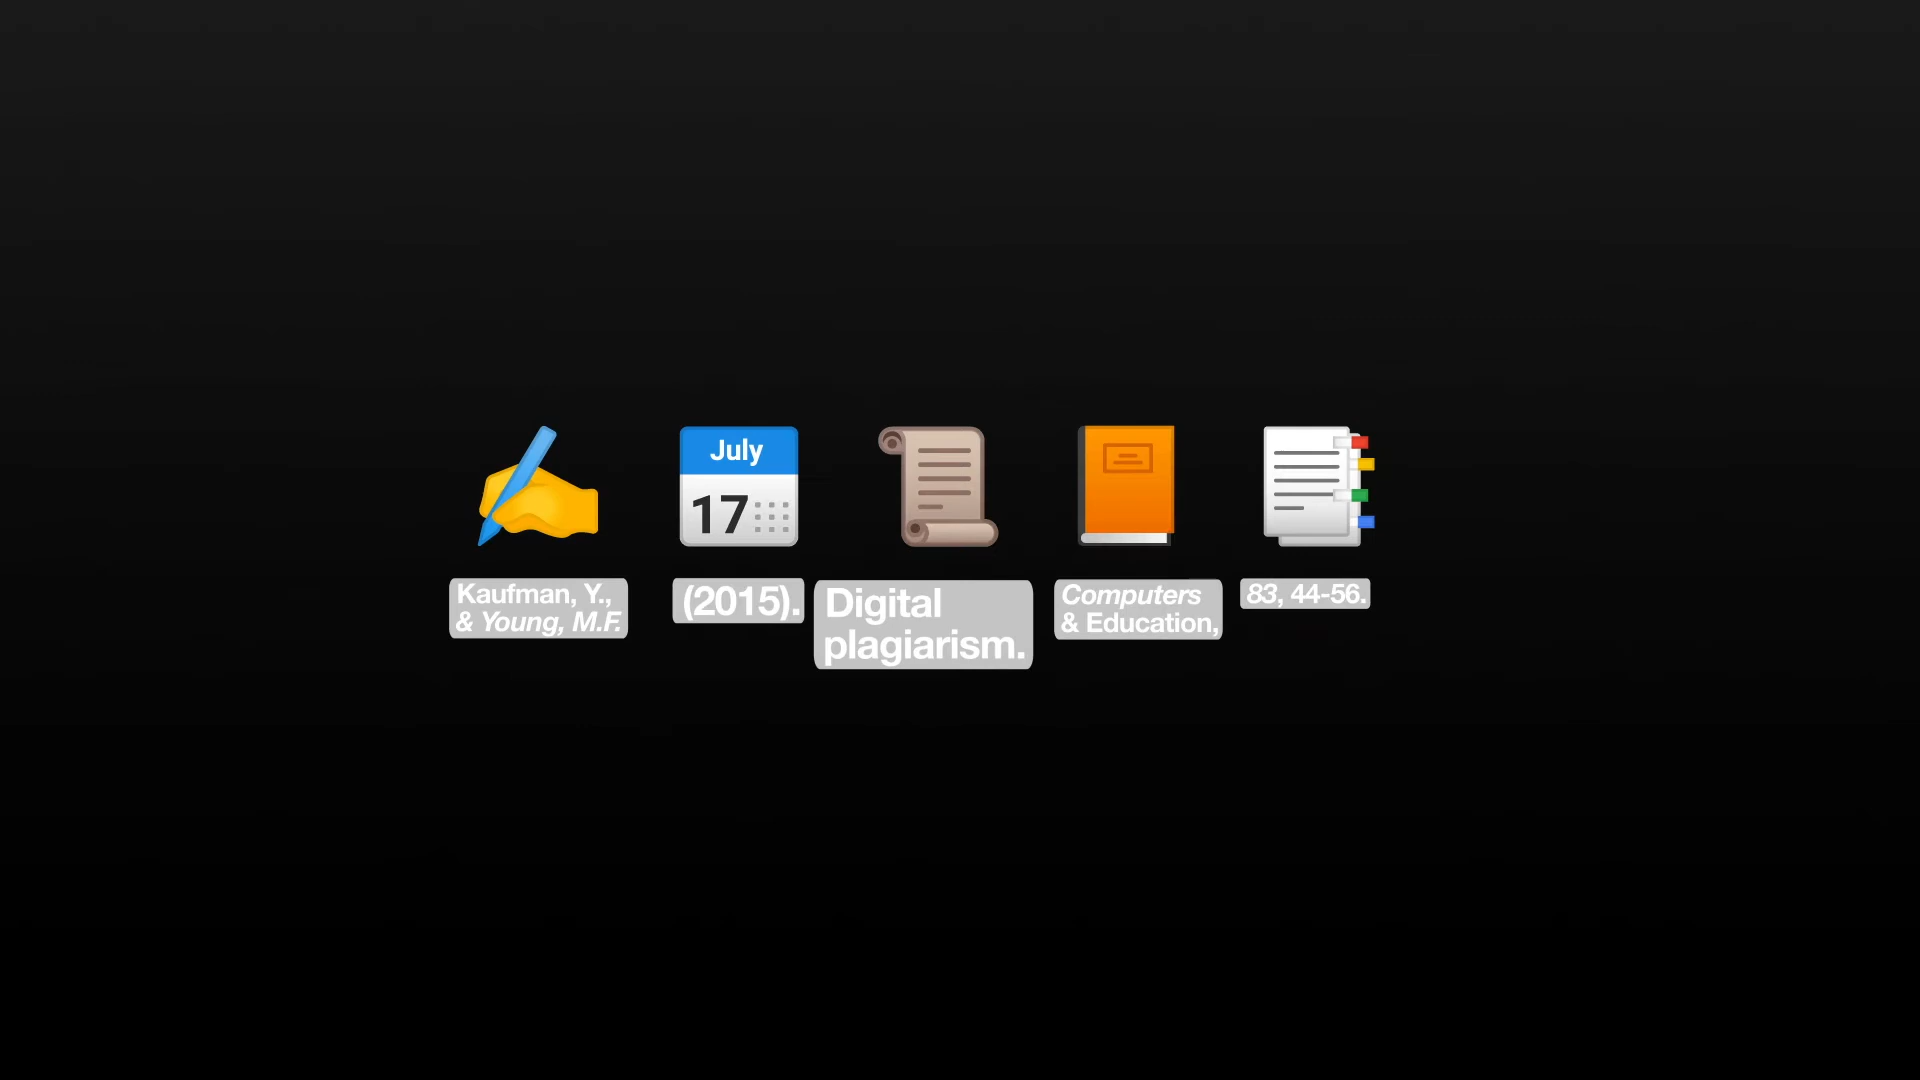 July
17
Kaufman, Y.,
& Young, M.F.
(2015).
Digital
plagiarism.
Computers
& Education,
83, 44-56.